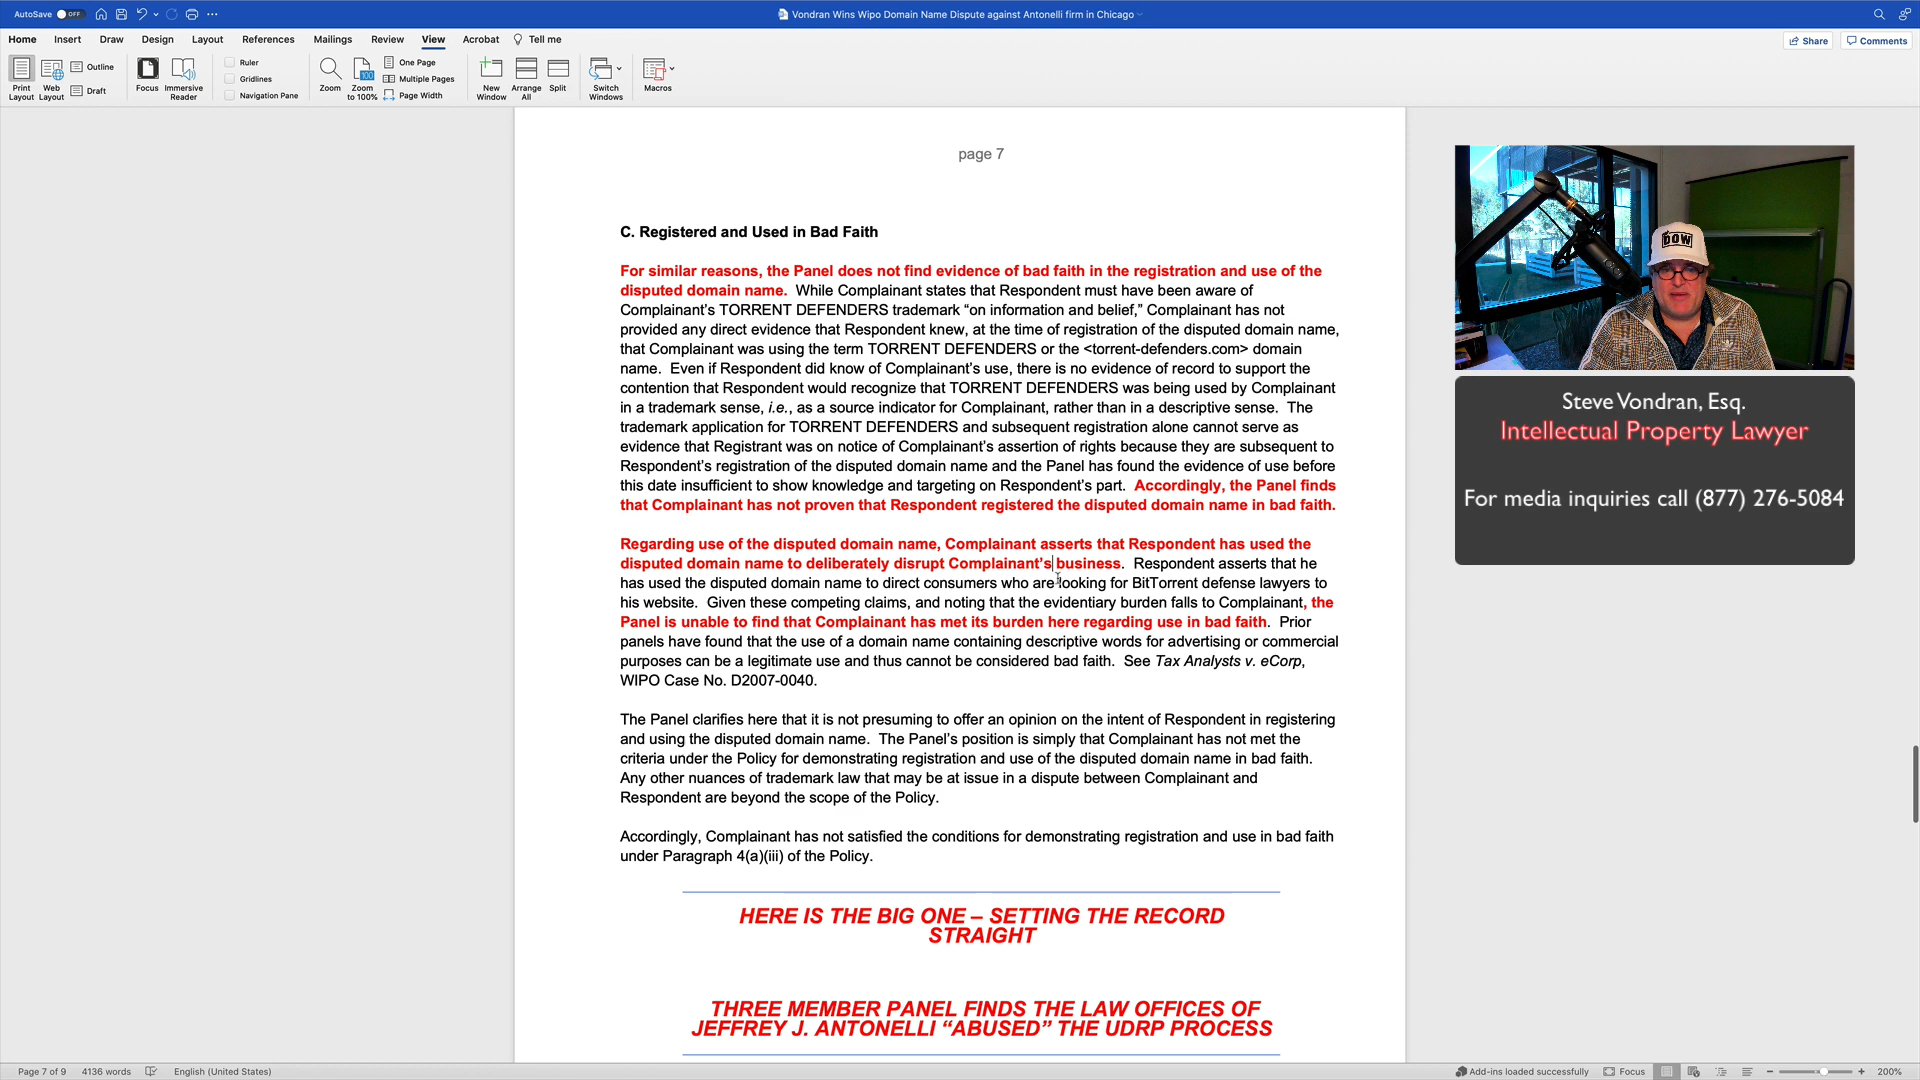 AutoSave OFF
Vondran Wins Wipo Domain Name Dispute against Antonelli firm in Chicago
Home Insert Draw Design Layout References Mailings Review View Acrobat Tell me
Share Comments
Print Layout
Web Layout
Outline
Draft
Focus
Immersive Reader
Ruler
Gridlines
Navigation Pane
Zoom
Zoom to 100%
100
One Page
Multiple Pages
Page Width
New Window
Arrange All
Split
Switch Windows
Macros
page 7
C. Registered and Used in Bad Faith
For similar reasons, the Panel does not find evidence of bad faith in the registration and use of the
disputed domain name. While Complainant states that Respondent must have been aware of
Complainant's TORRENT DEFENDERS trademark “on information and belief,” Complainant has not
provided any direct evidence that Respondent knew, at the time of registration of the disputed domain name,
that Complainant was using the term TORRENT DEFENDERS or the <torrent-defenders.com> domain
name. Even if Respondent did know of Complainant's use, there is no evidence of record to support the
contention that Respondent would recognize that TORRENT DEFENDERS was being used by Complainant
in a trademark sense, i.e., as a source indicator for Complainant, rather than in a descriptive sense. The
trademark application for TORRENT DEFENDERS and subsequent registration alone cannot serve as
evidence that Registrant was on notice of Complainant's assertion of rights because they are subsequent to
Respondent's registration of the disputed domain name and the Panel has found the evidence of use before
this date insufficient to show knowledge and targeting on Respondent's part. Accordingly, the Panel finds
that Complainant has not proven that Respondent registered the disputed domain name in bad faith.
Regarding use of the disputed domain name, Complainant asserts that Respondent has used the
disputed domain name to deliberately disrupt Complainant's business. Respondent asserts that he
has used the disputed domain name to direct consumers who are looking for BitTorrent defense lawyers to
his website. Given these competing claims, and noting that the evidentiary burden falls to Complainant, the
Panel is unable to find that Complainant has met its burden here regarding use in bad faith. Prior
panels have found that the use of a domain name containing descriptive words for advertising or commercial
purposes can be a legitimate use and thus cannot be considered bad faith. See Tax Analysts v. eCorp,
WIPO Case No. D2007-0040.
The Panel clarifies here that it is not presuming to offer an opinion on the intent of Respondent in registering
and using the disputed domain name. The Panel's position is simply that Complainant has not met the
criteria under the Policy for demonstrating registration and use of the disputed domain name in bad faith.
Any other nuances of trademark law that may be at issue in a dispute between Complainant and
Respondent are beyond the scope of the Policy.
Accordingly, Complainant has not satisfied the conditions for demonstrating registration and use in bad faith
under Paragraph 4(a)(iii) of the Policy.
HERE IS THE BIG ONE – SETTING THE RECORD
STRAIGHT
THREE MEMBER PANEL FINDS THE LAW OFFICES OF
JEFFREY J. ANTONELLI “ABUSED” THE UDRP PROCESS
DOW
Steve Vondran, Esq.
Intellectual Property Lawyer
For media inquiries call (877) 276-5084
Page 7 of 9 4136 words English (United States)
Add-ins loaded successfully Focus 200%